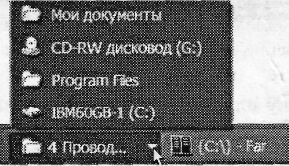 Мои документы
CD-RW дисковод (G:)
Program Files
IBM60GB-1 (C:)
4 Провод... {C:\} - Far